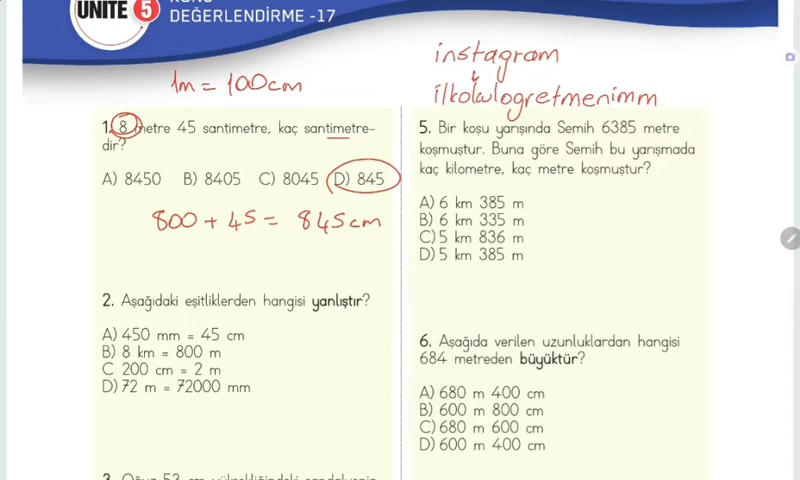 ÜNİTE 5
DEĞERLENDİRME -17
1m = 100cm
instagram
ilkokulogretmenimm
1. 8 metre 45 santimetre, kaç santimetre-
dir?
A) 8450 B) 8405 C) 8045 D) 845
800 + 45 = 845cm
2. Aşağıdaki eşitliklerden hangisi yanlıştır?
A) 450 mm = 45 cm
B) 8 km = 800 m
C 200 cm = 2 m
D) 72 m = 72000 mm
5. Bir koşu yarışında Semih 6385 metre
koşmuştur. Buna göre Semih bu yarışmada
kaç kilometre, kaç metre koşmuştur?
A) 6 km 385 m
B) 6 km 335 m
C) 5 km 836 m
D) 5 km 385 m
6. Aşağıda verilen uzunluklardan hangisi
684 metreden büyüktür?
A) 680 m 400 cm
B) 600 m 800 cm
C) 680 m 600 cm
D) 600 m 400 cm